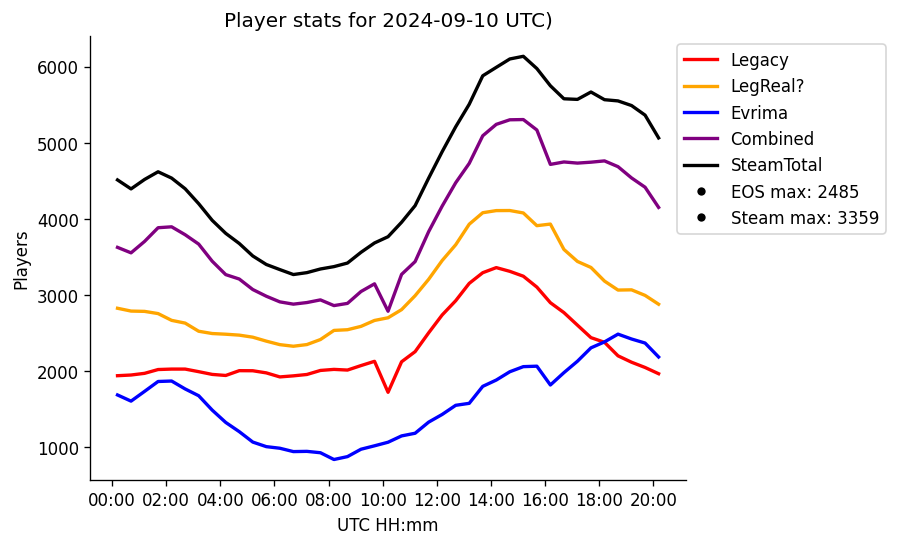 Player stats for 2024-09-10 UTC)
Players
6000
5000
4000
3000
2000
1000
00:00 02:00 04:00 06:00 08:00 10:00 12:00 14:00 16:00 18:00 20:00
UTC HH:mm
Legacy
LegReal?
Evrima
Combined
SteamTotal
EOS max: 2485
Steam max: 3359